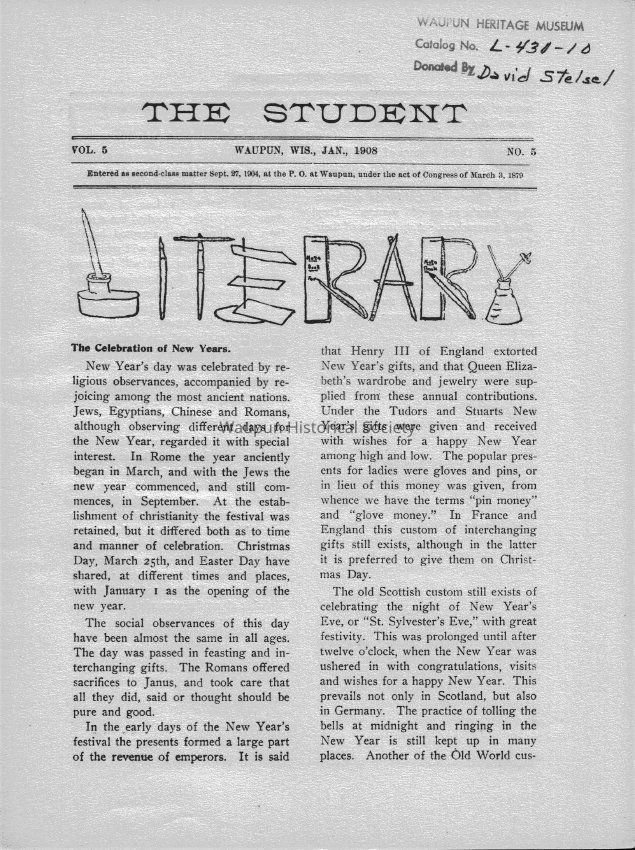 WAUPUN HERITAGE MUSEUM
Catalog No. L-431-10
Donated By David Stelsel
THE STUDENT
VOL. 5 WAUPUN, WIS., JAN., 1908 NO. 5
Entered as second-class matter Sept. 27, 1904, at the P. O. at Waupun, under the act of Congress of March 3, 1879
LITERARY
Note Book For
Note Book
The Celebration of New Years.
New Year's day was celebrated by re-
ligious observances, accompanied by re-
joicing among the most ancient nations.
Jews, Egyptians, Chinese and Romans,
although observing different days for
the New Year, regarded it with special
interest. In Rome the year anciently
began in March, and with the Jews the
new year commenced, and still com-
mences, in September. At the estab-
lishment of christianity the festival was
retained, but it differed both as to time
and manner of celebration. Christmas
Day, March 25th, and Easter Day have
shared, at different times and places,
with January 1 as the opening of the
new year.
The social observances of this day
have been almost the same in all ages.
The day was passed in feasting and in-
terchanging gifts. The Romans offered
sacrifices to Janus, and took care that
all they did, said or thought should be
pure and good.
In the early days of the New Year's
festival the presents formed a large part
of the revenue of emperors. It is said
that Henry III of England extorted
New Year's gifts, and that Queen Eliza-
beth's wardrobe and jewelry were sup-
plied from these annual contributions.
Under the Tudors and Stuarts New
Year's gifts were given and received
with wishes for a happy New Year
among high and low. The popular pres-
ents for ladies were gloves and pins, or
in lieu of this money was given, from
whence we have the terms "pin money"
and "glove money." In France and
England this custom of interchanging
gifts still exists, although in the latter
it is preferred to give them on Christ-
mas Day.
The old Scottish custom still exists of
celebrating the night of New Year's
Eve, or "St. Sylvester's Eve," with great
festivity. This was prolonged until after
twelve o'clock, when the New Year was
ushered in with congratulations, visits
and wishes for a happy New Year. This
prevails not only in Scotland, but also
in Germany. The practice of tolling the
bells at midnight and ringing in the
New Year is still kept up in many
places. Another of the Old World cus-
Waupun Historical Society